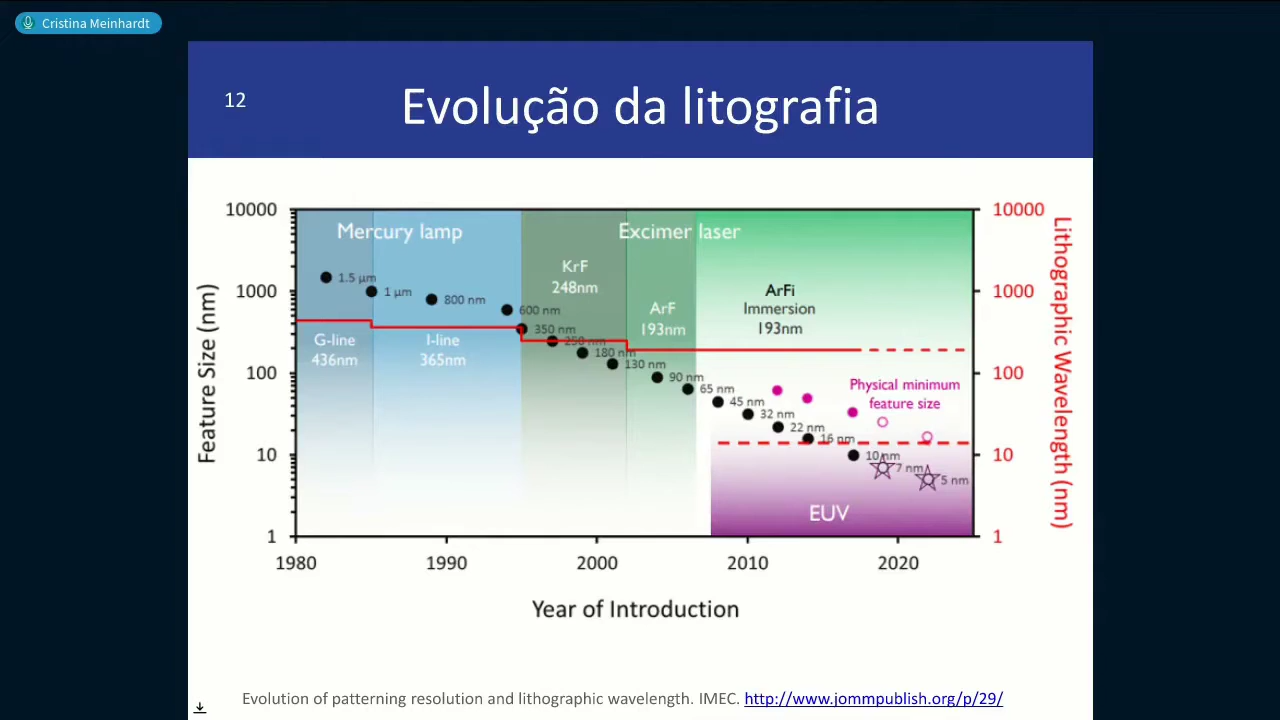 Cristina Meinhardt
12
Evolução da litografia
10000
1000
100
10
1
Feature Size (nm)
Mercury lamp
Excimer laser
KrF
248nm
ArF
193nm
ArFi
Immersion
193nm
G-line
436nm
I-line
365nm
1.5 µm
1 µm
800 nm
600 nm
350 nm
250 nm
180 nm
130 nm
90 nm
65 nm
45 nm
32 nm
22 nm
16 nm
10 nm
7 nm
5 nm
Physical minimum
feature size
EUV
10000
1000
100
10
1
Lithographic Wavelength (nm)
1980
1990
2000
2010
2020
Year of Introduction
Evolution of patterning resolution and lithographic wavelength. IMEC. http://www.jommpublish.org/p/29/